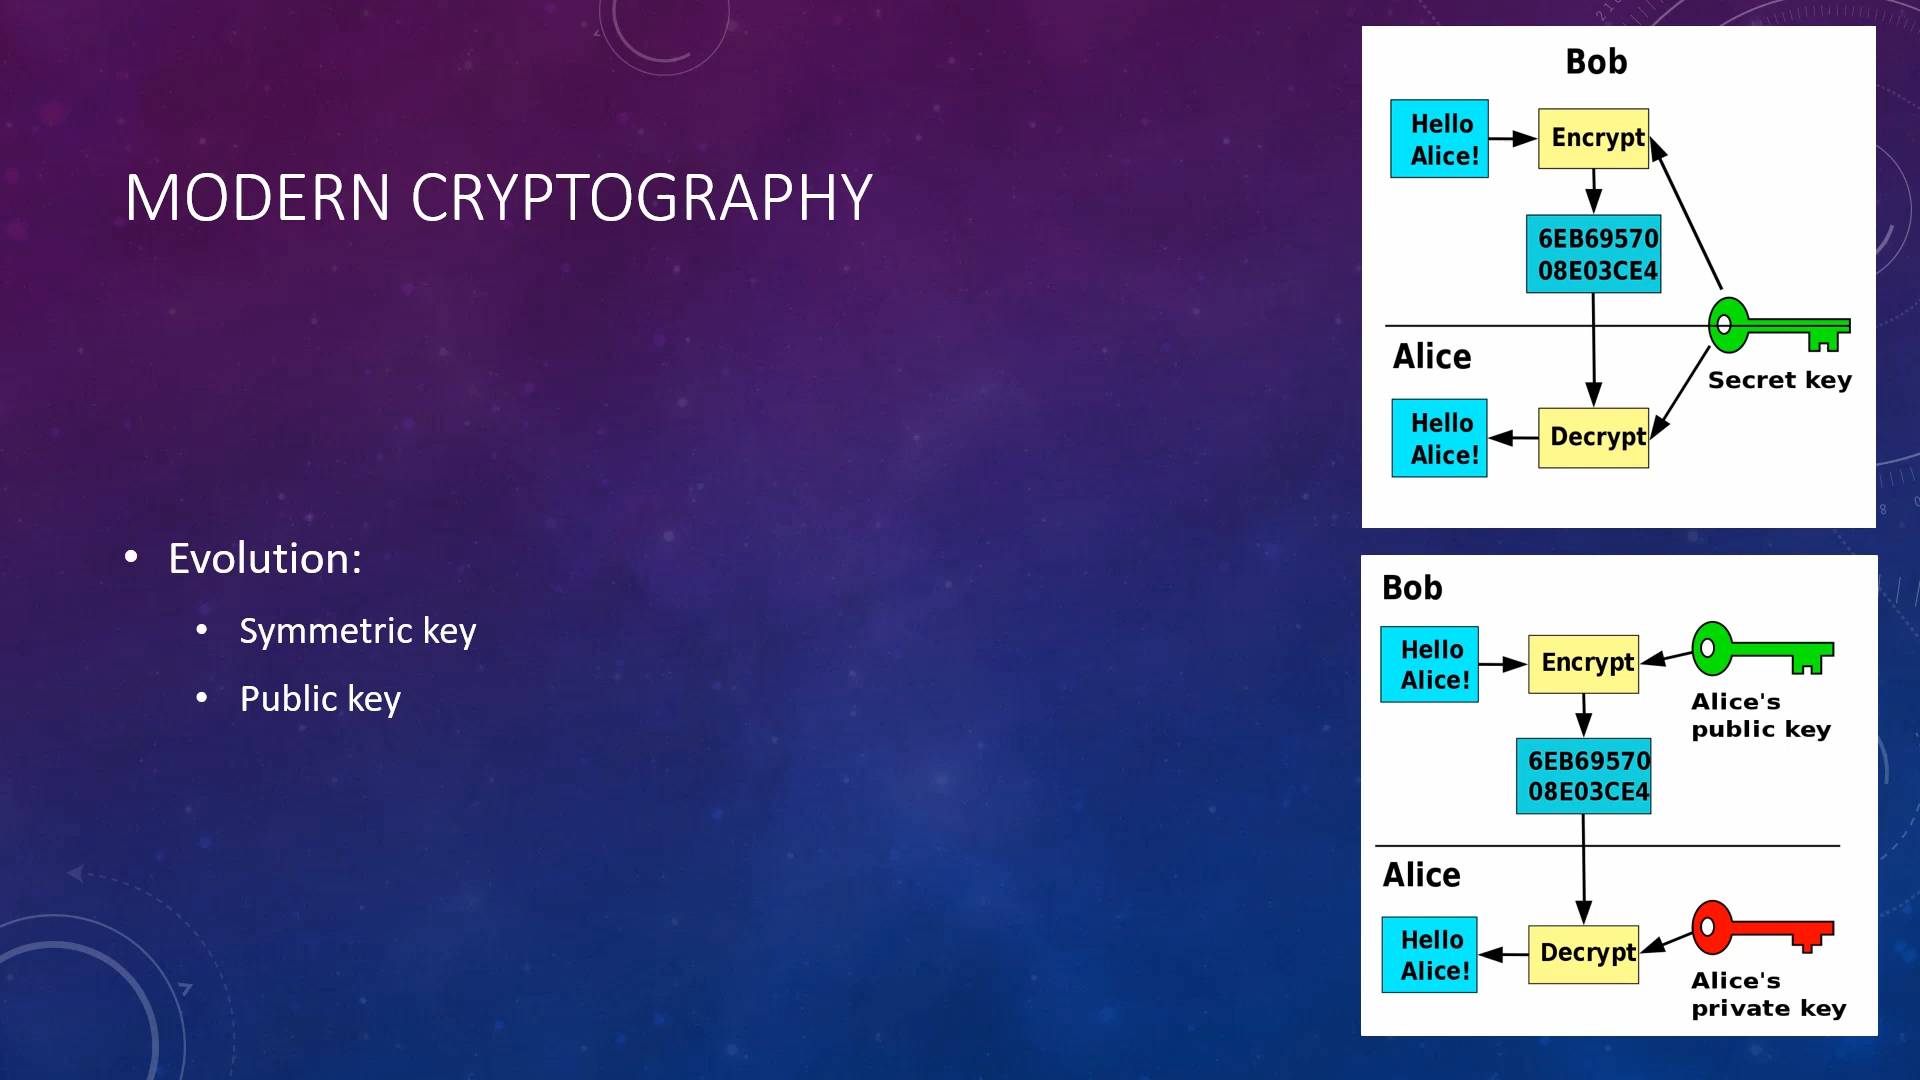 MODERN CRYPTOGRAPHY
• Evolution:
• Symmetric key
• Public key
Bob
Hello
Alice!
Encrypt
6EB69570
08E03CE4
Alice
Secret key
Hello
Alice!
Decrypt
Bob
Hello
Alice!
Encrypt
Alice's
public key
6EB69570
08E03CE4
Alice
Hello
Alice!
Decrypt
Alice's
private key